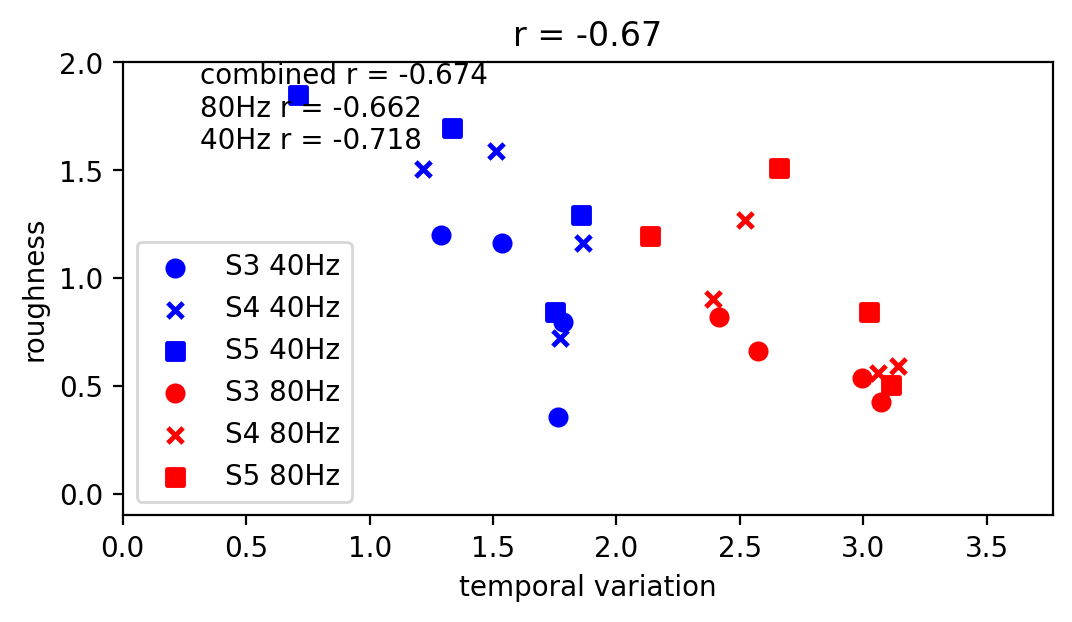 r = -0.67
combined r = -0.674
80Hz r = -0.662
40Hz r = -0.718
roughness
2.0
1.5
1.0
0.5
0.0
S3 40Hz
S4 40Hz
S5 40Hz
S3 80Hz
S4 80Hz
S5 80Hz
0.0 0.5 1.0 1.5 2.0 2.5 3.0 3.5
temporal variation